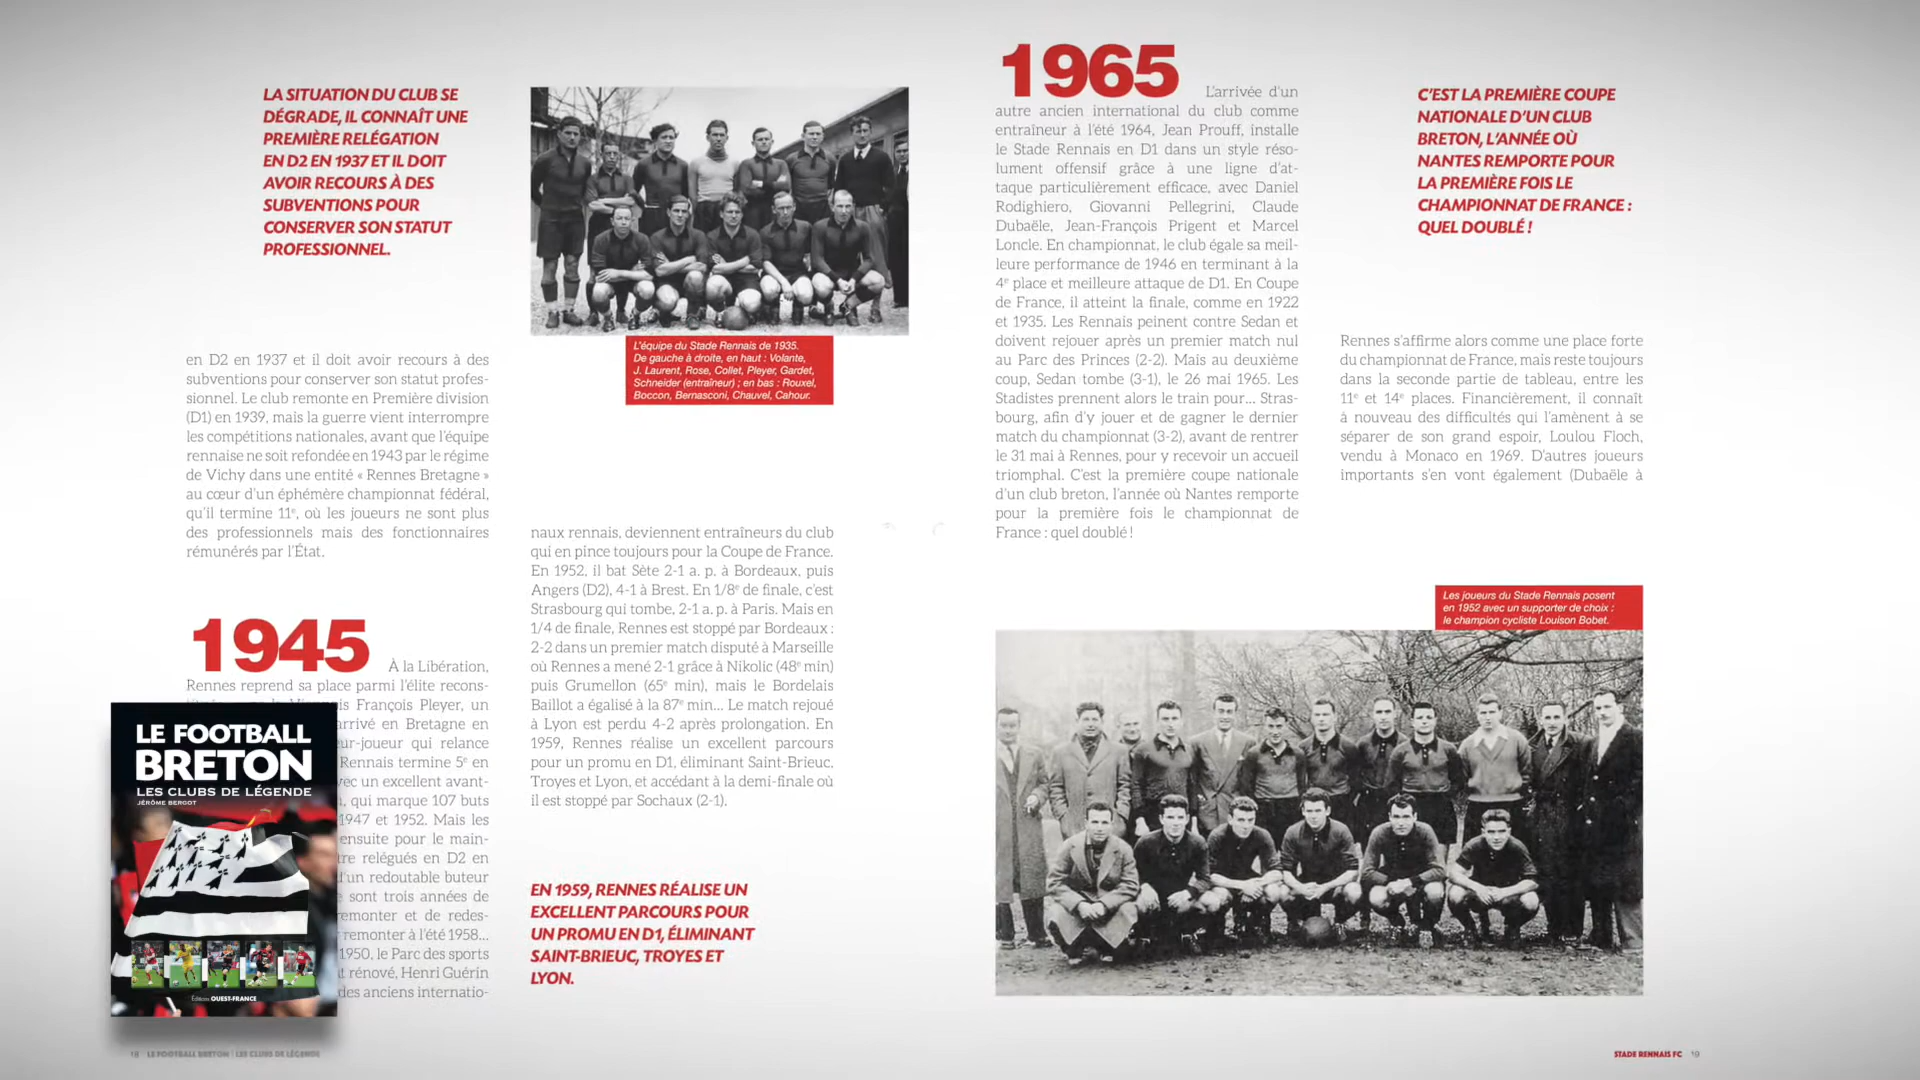 LA SITUATION DU CLUB SE
DÉGRADE, IL CONNAÎT UNE
PREMIÈRE RELÉGATION
EN D2 EN 1937 ET IL DOIT
AVOIR RECOURS À DES
SUBVENTIONS POUR
CONSERVER SON STATUT
PROFESSIONNEL.
en D2 en 1937 et il doit avoir recours à des
subventions pour conserver son statut profes-
sionnel. Le club remonte en Première division
(D1) en 1939, mais la guerre vient interrompre
les compétitions nationales, avant que l'équipe
rennaise ne soit refondée en 1943 par le régime
de Vichy dans une entité « Rennes Bretagne »
au cœur d'un éphémère championnat fédéral,
qu'il termine 11e, où les joueurs ne sont plus
des professionnels mais des fonctionnaires
rémunérés par l'État.
1945
À la Libération,
Rennes reprend sa place parmi l'élite recons-
François Pleyer, un
arrivé en Bretagne en
eur-joueur qui relance
Rennais termine 5e en
vec un excellent avant-
, qui marque 107 buts
1947 et 1952. Mais les
ensuite pour le main-
tre relégués en D2 en
d'un redoutable buteur
e sont trois années de
remonter et de redes-
remonter à l'été 1958...
1950, le Parc des sports
t rénové, Henri Guérin
des anciens internatio-
LE FOOTBALL
BRETON
LES CLUBS DE LÉGENDE
JÉRÔME BERGOT
Éditions OUEST-FRANCE
18 LE FOOTBALL BRETON | LES CLUBS DE LÉGENDE
L'équipe du Stade Rennais de 1935.
De gauche à droite, en haut : Volante,
J. Laurent, Rose, Collet, Pleyer, Gardet,
Schneider (entraîneur) ; en bas : Rouxel,
Boccon, Bernasconi, Chauvel, Cahour.
naux rennais, deviennent entraîneurs du club
qui en pince toujours pour la Coupe de France.
En 1952, il bat Sète 2-1 a. p. à Bordeaux, puis
Angers (D2), 4-1 à Brest. En 1/8e de finale, c'est
Strasbourg qui tombe, 2-1 a. p. à Paris. Mais en
1/4 de finale, Rennes est stoppé par Bordeaux :
2-2 dans un premier match disputé à Marseille
où Rennes a mené 2-1 grâce à Nikolic (48e min)
puis Grumellon (65e min), mais le Bordelais
Baillot a égalisé à la 87e min... Le match rejoué
à Lyon est perdu 4-2 après prolongation. En
1959, Rennes réalise un excellent parcours
pour un promu en D1, éliminant Saint-Brieuc,
Troyes et Lyon, et accédant à la demi-finale où
il est stoppé par Sochaux (2-1).
EN 1959, RENNES RÉALISE UN
EXCELLENT PARCOURS POUR
UN PROMU EN D1, ÉLIMINANT
SAINT-BRIEUC, TROYES ET
LYON.
1965
L'arrivée d'un
autre ancien international du club comme
entraîneur à l'été 1964, Jean Prouff, installe
le Stade Rennais en D1 dans un style réso-
lument offensif grâce à une ligne d'at-
taque particulièrement efficace, avec Daniel
Rodighiero, Giovanni Pellegrini, Claude
Dubaële, Jean-François Prigent et Marcel
Loncle. En championnat, le club égale sa meil-
leure performance de 1946 en terminant à la
4e place et meilleure attaque de D1. En Coupe
de France, il atteint la finale, comme en 1922
et 1935. Les Rennais peinent contre Sedan et
doivent rejouer après un premier match nul
au Parc des Princes (2-2). Mais au deuxième
coup, Sedan tombe (3-1), le 26 mai 1965. Les
Stadistes prennent alors le train pour... Stras-
bourg, afin d'y jouer et de gagner le dernier
match du championnat (3-2), avant de rentrer
le 31 mai à Rennes, pour y recevoir un accueil
triomphal. C'est la première coupe nationale
d'un club breton, l'année où Nantes remporte
pour la première fois le championnat de
France : quel doublé !
C'EST LA PREMIÈRE COUPE
NATIONALE D'UN CLUB
BRETON, L'ANNÉE OÙ
NANTES REMPORTE POUR
LA PREMIÈRE FOIS LE
CHAMPIONNAT DE FRANCE :
QUEL DOUBLÉ !
Rennes s'affirme alors comme une place forte
du championnat de France, mais reste toujours
dans la seconde partie de tableau, entre les
11e et 14e places. Financièrement, il connaît
à nouveau des difficultés qui l'amènent à se
séparer de son grand espoir, Loulou Floch,
vendu à Monaco en 1969. D'autres joueurs
importants s'en vont également (Dubaële à
Les joueurs du Stade Rennais posent
en 1952 avec un supporter de choix :
le champion cycliste Louison Bobet.
STADE RENNAIS FC 19